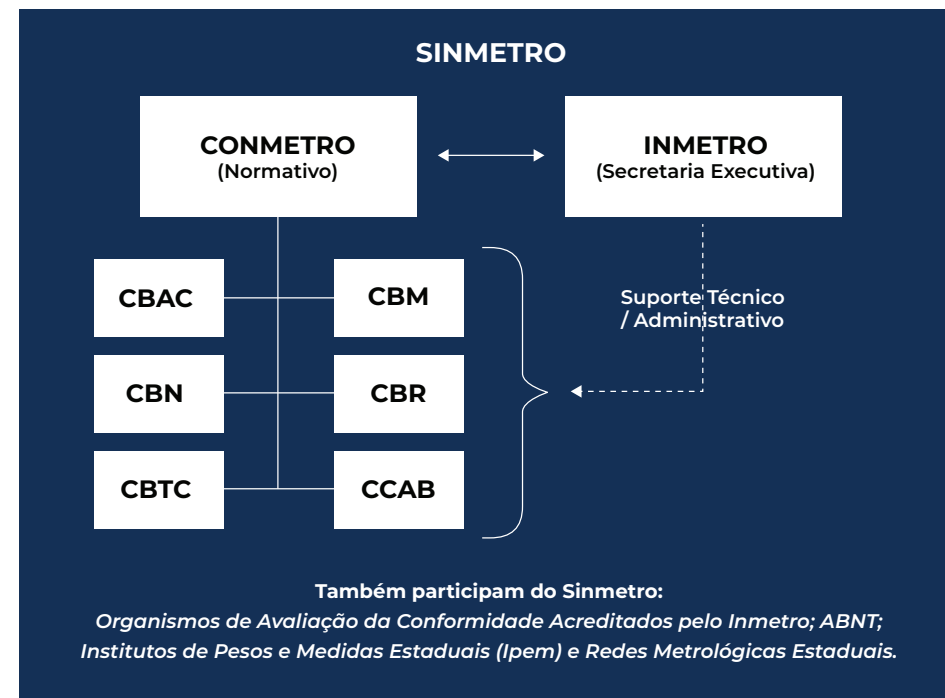 SINMETRO
CONMETRO
(Normativo)
INMETRO
(Secretaria Executiva)
CBAC
CBM
Suporte Técnico
/ Administrativo
CBN
CBR
CBTC
CCAB
Também participam do Sinmetro:
Organismos de Avaliação da Conformidade Acreditados pelo Inmetro; ABNT;
Institutos de Pesos e Medidas Estaduais (Ipem) e Redes Metrológicas Estaduais.